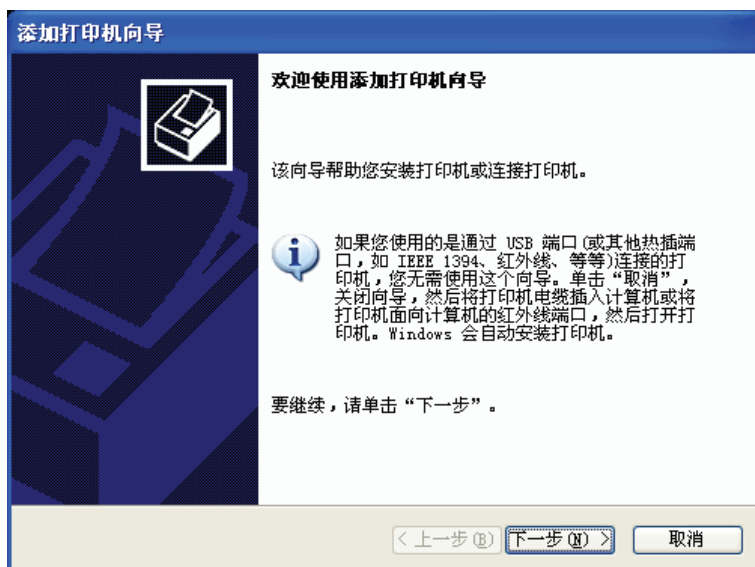 添加打印机向导
欢迎使用添加打印机向导
该向导帮助您安装打印机或连接打印机。
如果您使用的是通过 USB 端口(或其他热插端
口，如 IEEE 1394、红外线、等等)连接的打
印机，您无需使用这个向导。单击“取消”，
关闭向导，然后将打印机电缆插入计算机或将
打印机面向计算机的红外线端口，然后打开打
印机。Windows 会自动安装打印机。
要继续，请单击“下一步”。
< 上一步(B) 下一步(N) > 取消